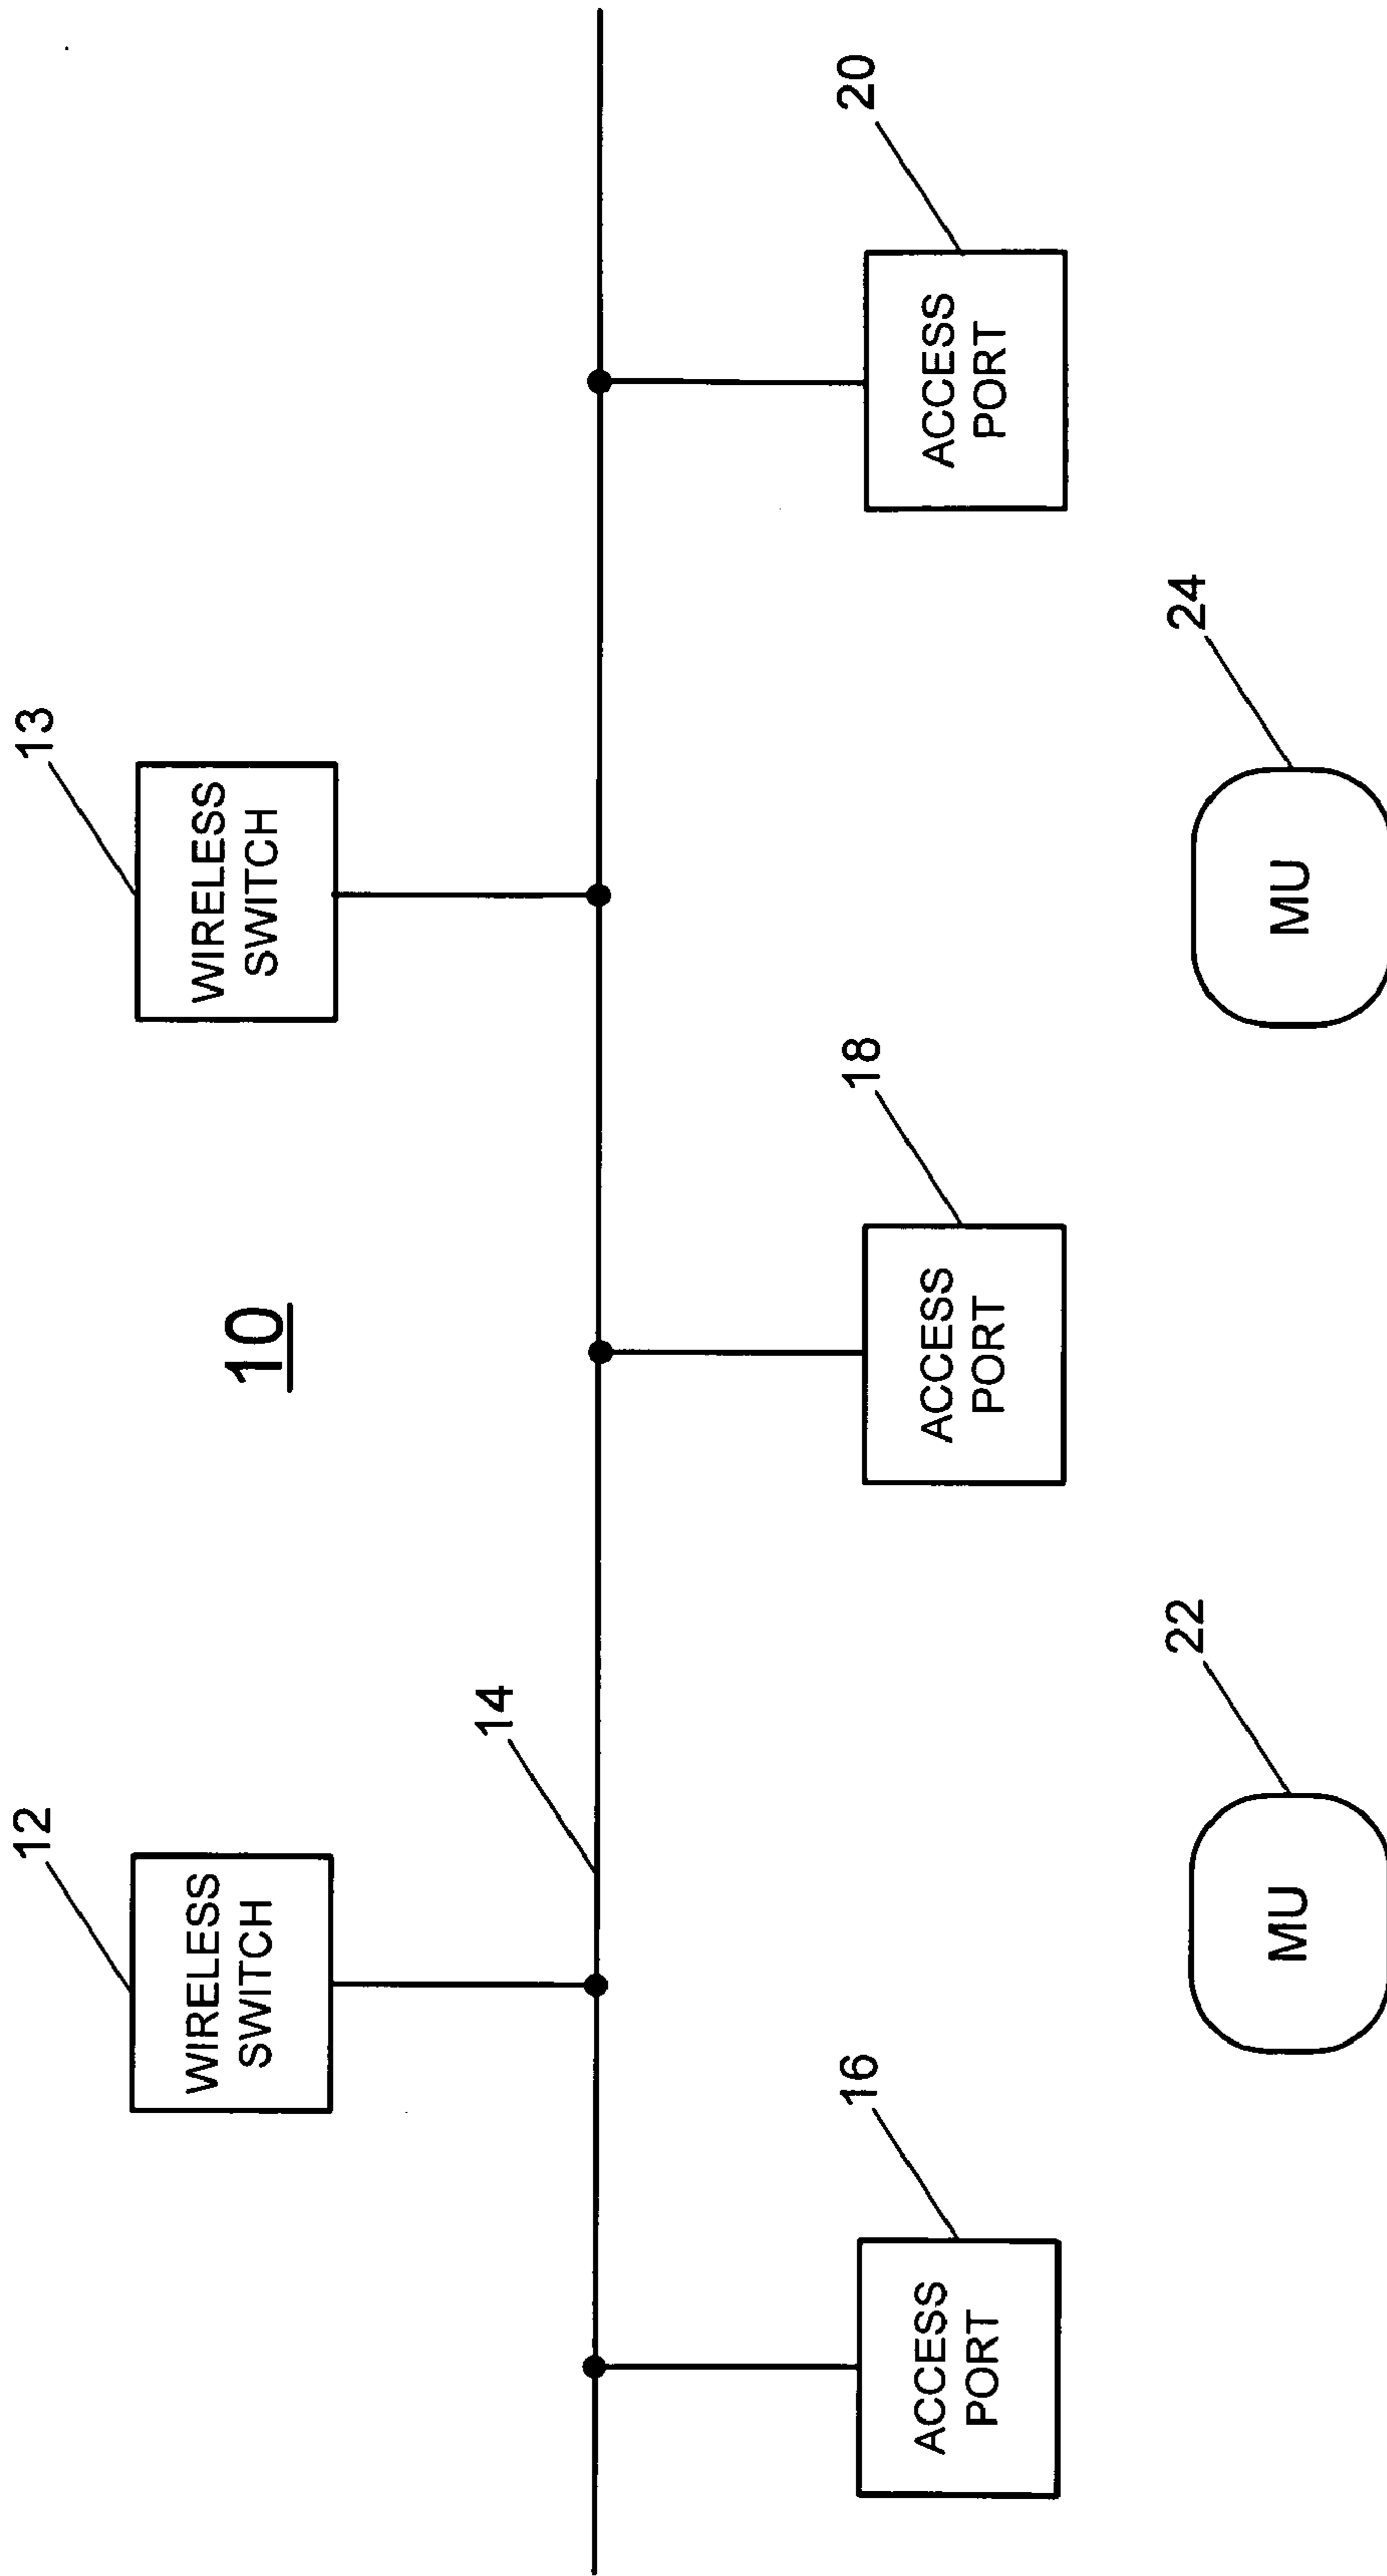 12
WIRELESS
SWITCH
13
WIRELESS
SWITCH
10
14
16
ACCESS
PORT
18
ACCESS
PORT
20
ACCESS
PORT
22
MU
24
MU